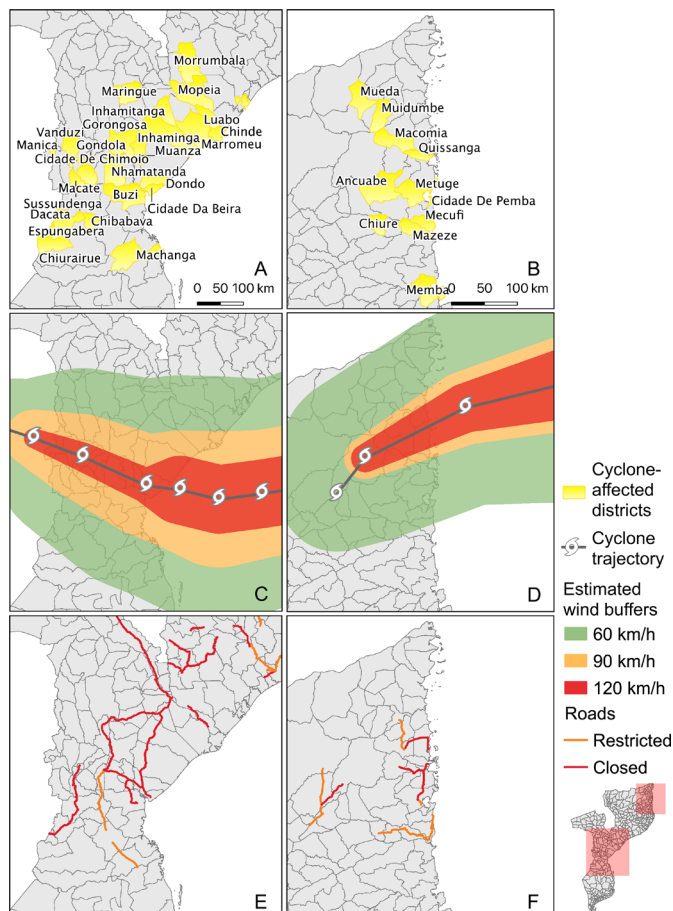 Morrumbala
Maringue
Mopeia
Inhamitanga
Gorongosa
Luabo
Vanduzi
Chinde
Manica
Gondola
Inhaminga
Marromeu
Cidade De Chimoio
Muanza
Nhamatanda
Macate
Buzi
Dondo
Sussundenga
Cidade Da Beira
Dacata
Chibabava
Espungabera
Chiurairue
Machanga
A
0 50 100 km
Mueda
Muidumbe
Macomia
Quissanga
Ancuabe
Metuge
Cidade De Pemba
Chiure
Mecufi
Mazeze
Memba
B
0 50 100 km
C
D
E
F
Cyclone-
affected
districts
Cyclone
trajectory
Estimated
wind buffers
60 km/h
90 km/h
120 km/h
Roads
Restricted
Closed